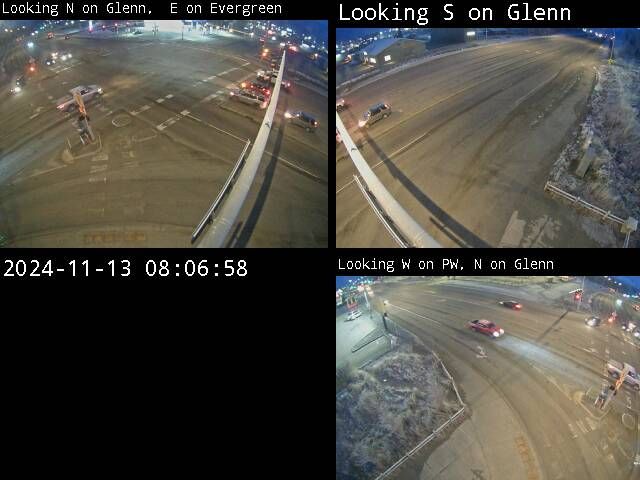 Looking N on Glenn,  E on Evergreen
Looking S on Glenn
2024-11-13 08:06:58
Looking W on PW, N on Glenn